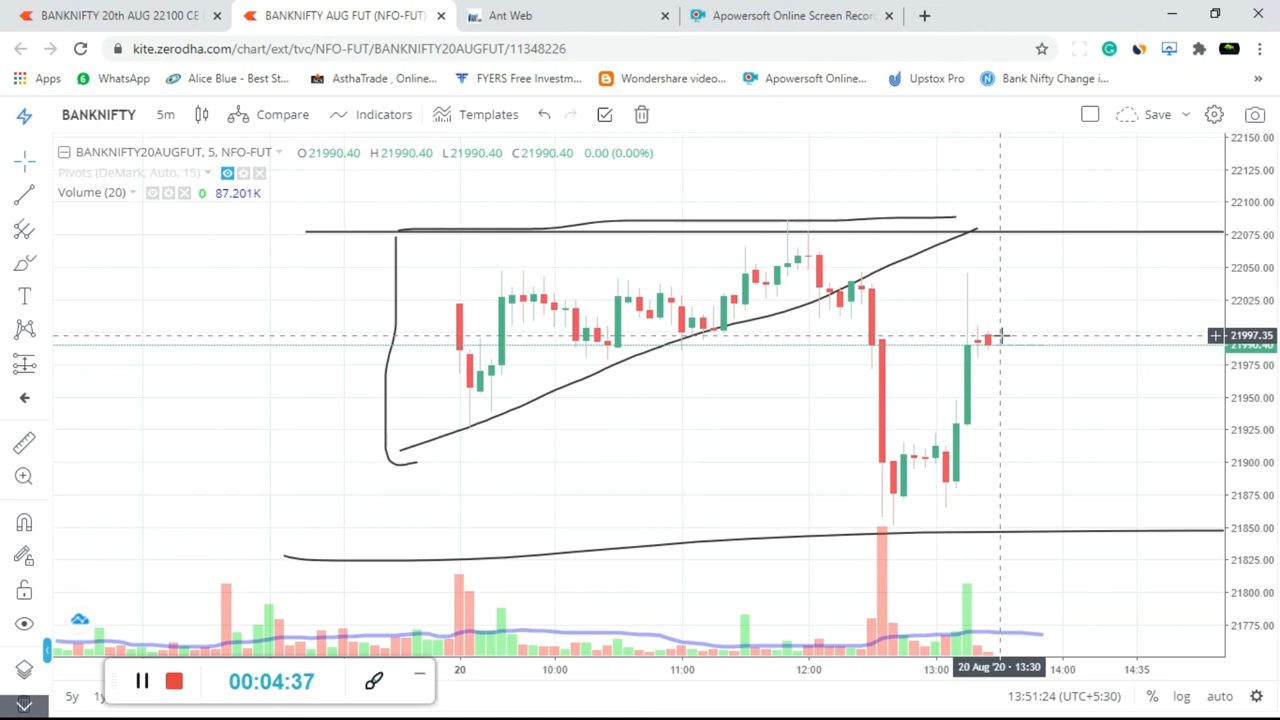 BANKNIFTY 20th AUG 22100 CE
BANKNIFTY AUG FUT (NFO-FUT)
Ant Web
Apowersoft Online Screen Recor
kite.zerodha.com/chart/ext/tvc/NFO-FUT/BANKNIFTY20AUGFUT/11348226
Apps WhatsApp Alice Blue - Best St... AsthaTrade , Online... FYERS Free Investm... Wondershare video... Apowersoft Online... Upstox Pro Bank Nifty Change i... »
BANKNIFTY 5m Compare Indicators Templates Save
BANKNIFTY20AUGFUT, 5, NFO-FUT O21990.40 H21990.40 L21990.40 C21990.40 0.00 (0.00%)
Pivots (DeMark, Auto, 15)
Volume (20) 0 87.201K
22150.00
22125.00
22100.00
22075.00
22050.00
22025.00
21997.35
21990.40
21975.00
21950.00
21925.00
21900.00
21875.00
21850.00
21825.00
21800.00
21775.00
20 10:00 11:00 12:00 13:00 20 Aug '20 · 13:30 14:00 14:35
00:04:37
5y 1y 13:51:24 (UTC+5:30) % log auto